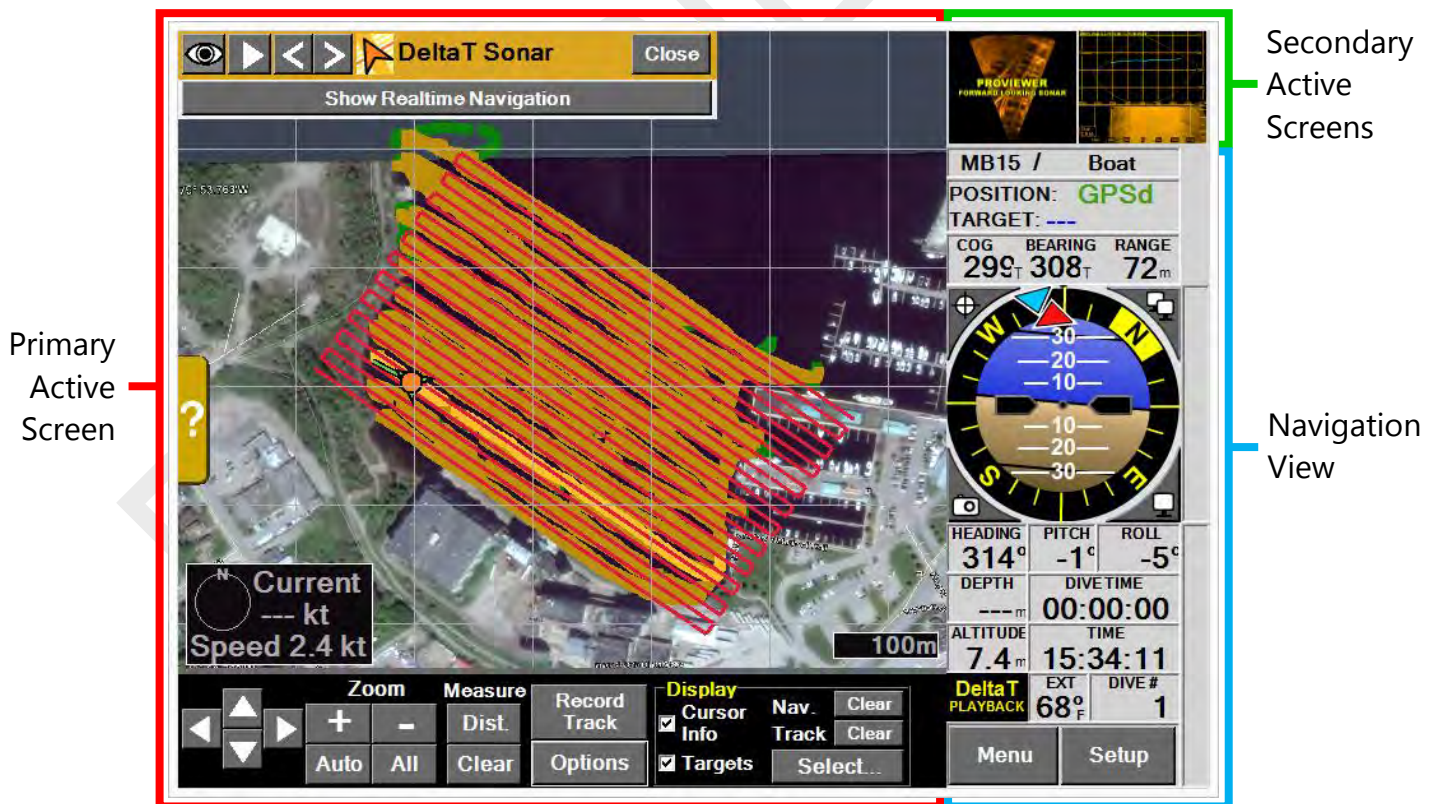 Primary
Active
Screen
DeltaT Sonar
Close
Show Realtime Navigation
?
N
Current
--- kt
Speed 2.4 kt
100m
Zoom
+
-
Auto
All
Measure
Dist.
Clear
Record
Track
Options
Display
Cursor
Info
Targets
Nav.
Clear
Track
Clear
Select...
PROVIEWER
FORWARD LOOKING SONAR
MB15 / Boat
POSITION: GPSd
TARGET: ---
COG BEARING RANGE
299T 308T 72m
W
N
S
E
30
20
10
10
20
30
HEADING PITCH ROLL
314° -1° -5°
DEPTH DIVE TIME
---m 00:00:00
ALTITUDE TIME
7.4m 15:34:11
DeltaT
PLAYBACK
EXT
68°F
DIVE #
1
Menu
Setup
Secondary
Active
Screens
Navigation
View